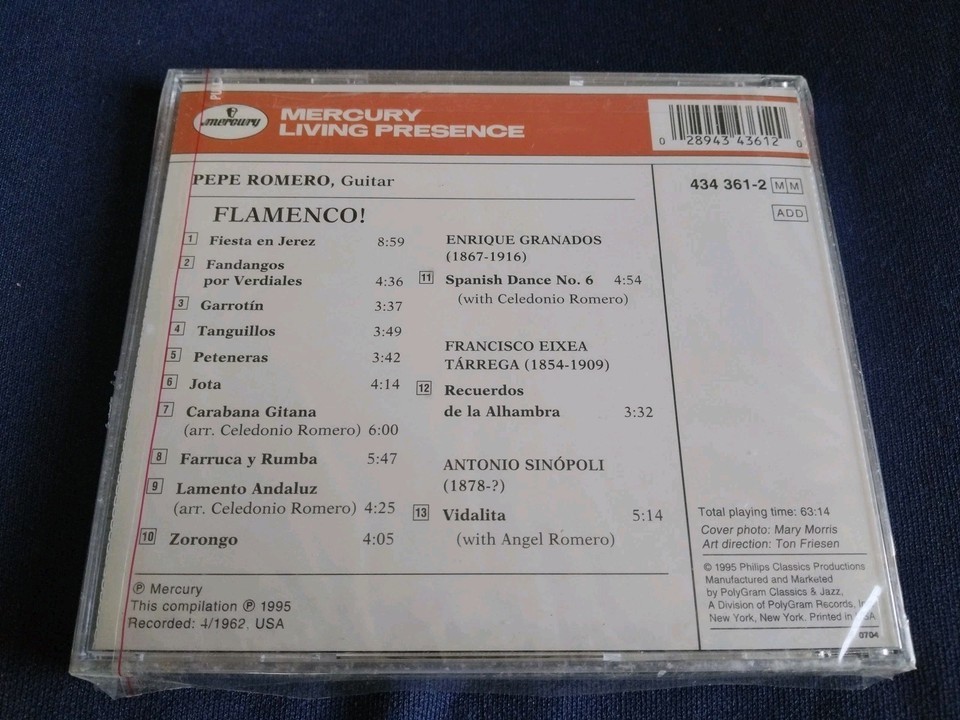 PULL
mercury
MERCURY
LIVING PRESENCE
0 28943 43612 0
PEPE ROMERO, Guitar
434 361-2 MM
ADD
FLAMENCO!
1 Fiesta en Jerez 8:59
2 Fandangos
por Verdiales 4:36
3 Garrotín 3:37
4 Tanguillos 3:49
5 Peteneras 3:42
6 Jota 4:14
7 Carabana Gitana
(arr. Celedonio Romero) 6:00
8 Farruca y Rumba 5:47
9 Lamento Andaluz
(arr. Celedonio Romero) 4:25
10 Zorongo 4:05
ENRIQUE GRANADOS
(1867-1916)
11 Spanish Dance No. 6 4:54
(with Celedonio Romero)
FRANCISCO EIXEA
TÁRREGA (1854-1909)
12 Recuerdos
de la Alhambra 3:32
ANTONIO SINÓPOLI
(1878-?)
13 Vidalita 5:14
(with Angel Romero)
Total playing time: 63:14
Cover photo: Mary Morris
Art direction: Ton Friesen
© 1995 Philips Classics Productions
Manufactured and Marketed
by PolyGram Classics & Jazz,
A Division of PolyGram Records,
New York, New York. Printed in USA
0704
℗ Mercury
This compilation ℗ 1995
Recorded: 4/1962, USA